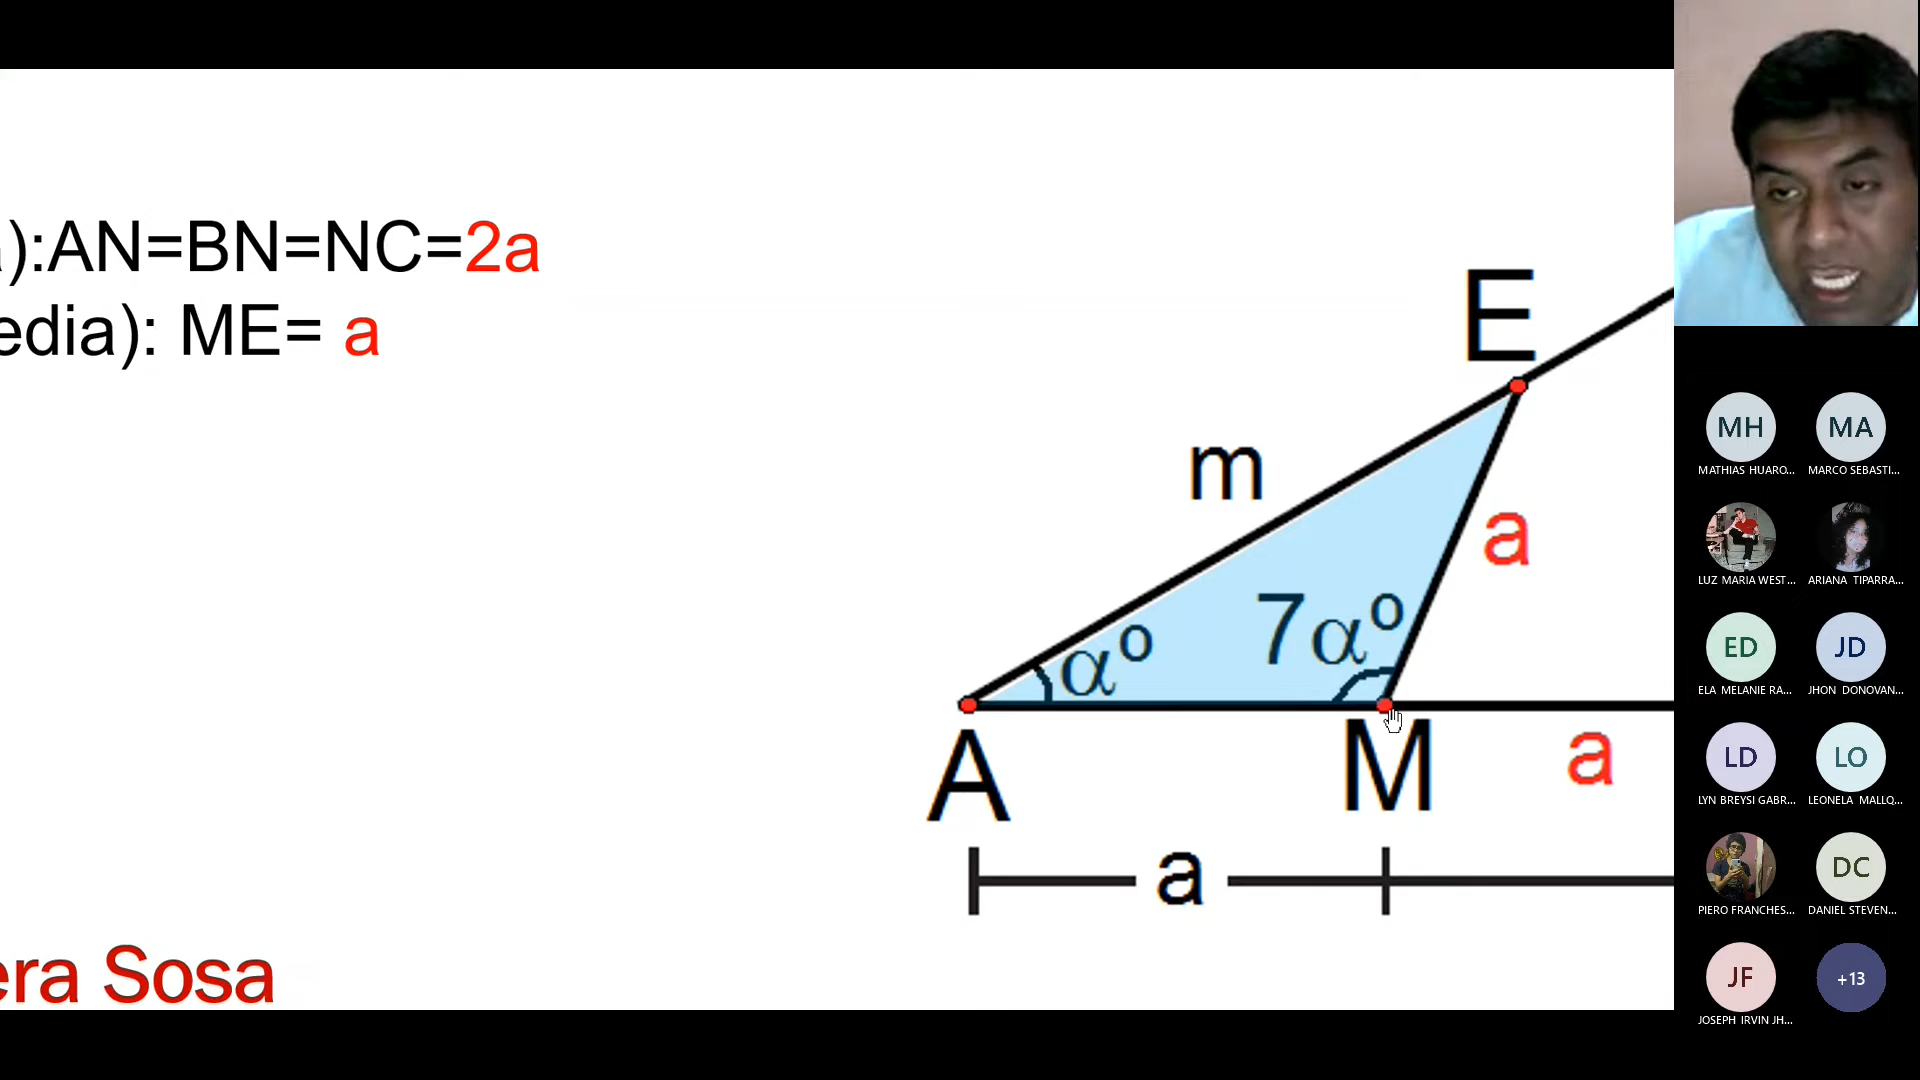 ):AN=BN=NC=2a
edia): ME= a
era Sosa
E
m
a
7αº
αº
A
M
a
a
MH
MA
MATHIAS HUARO...
MARCO SEBASTI...
LUZ MARIA WEST...
ARIANA TIPARRA...
ED
JD
ELA MELANIE RA...
JHON DONOVAN...
LD
LO
LYN BREYSI GABR...
LEONELA MALLQ...
DC
PIERO FRANCHES...
DANIEL STEVEN...
JF
+13
JOSEPH IRVIN JH...